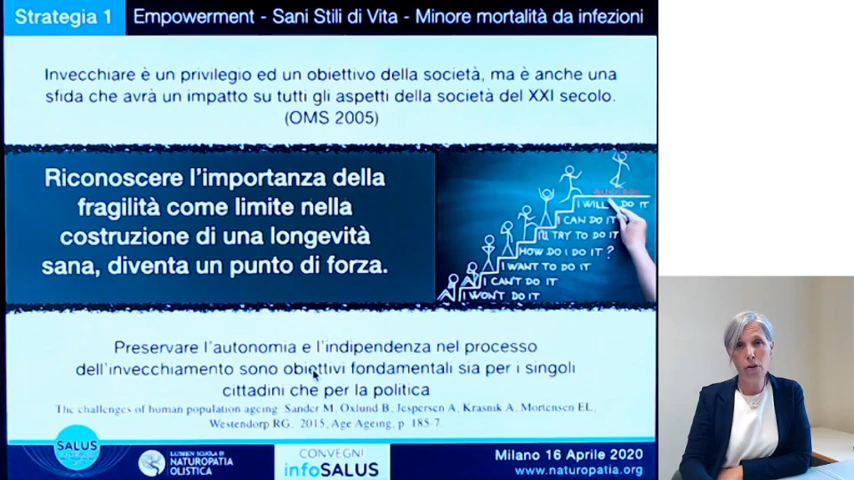 Strategia 1
Empowerment - Sani Stili di Vita - Minore mortalità da infezioni
Invecchiare è un privilegio ed un obiettivo della società, ma è anche una
sfida che avrà un impatto su tutti gli aspetti della società del XXI secolo.
(OMS 2005)
Riconoscere l'importanza della
fragilità come limite nella
costruzione di una longevità
sana, diventa un punto di forza.
I WILL DO IT
I CAN DO IT
I'LL TRY TO DO IT
HOW DO I DO IT?
I WANT TO DO IT
I CAN'T DO IT
I WON'T DO IT
Preservare l'autonomia e l'indipendenza nel processo
dell'invecchiamento sono obiettivi fondamentali sia per i singoli
cittadini che per la politica
The challenges of human population ageing Sander M, Oxlund B, Jespersen A, Krasnik A, Mortensen EL,
Westendorp RG. 2015, Age Ageing, p 185-7
SALUS
LUMEN SCUOLA DI
NATUROPATIA
OLISTICA
CONVEGNI
infoSALUS
Milano 16 Aprile 2020
www.naturopatia.org